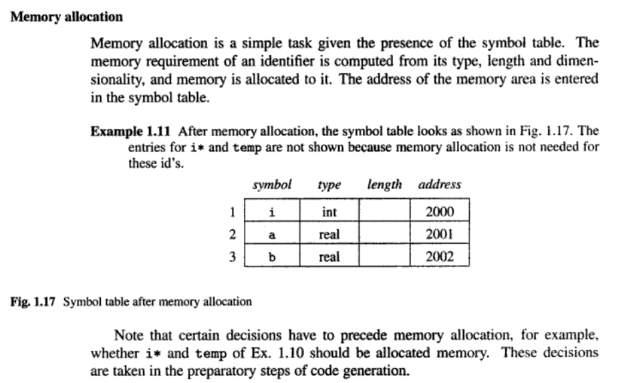 Memory allocation
Memory allocation is a simple task given the presence of the symbol table. The
memory requirement of an identifier is computed from its type, length and dimen-
sionality, and memory is allocated to it. The address of the memory area is entered
in the symbol table.
Example 1.11 After memory allocation, the symbol table looks as shown in Fig. 1.17. The
entries for i* and temp are not shown because memory allocation is not needed for
these id's.
symbol type length address
1 i int 2000
2 a real 2001
3 b real 2002
Fig. 1.17 Symbol table after memory allocation
Note that certain decisions have to precede memory allocation, for example,
whether i* and temp of Ex. 1.10 should be allocated memory. These decisions
are taken in the preparatory steps of code generation.